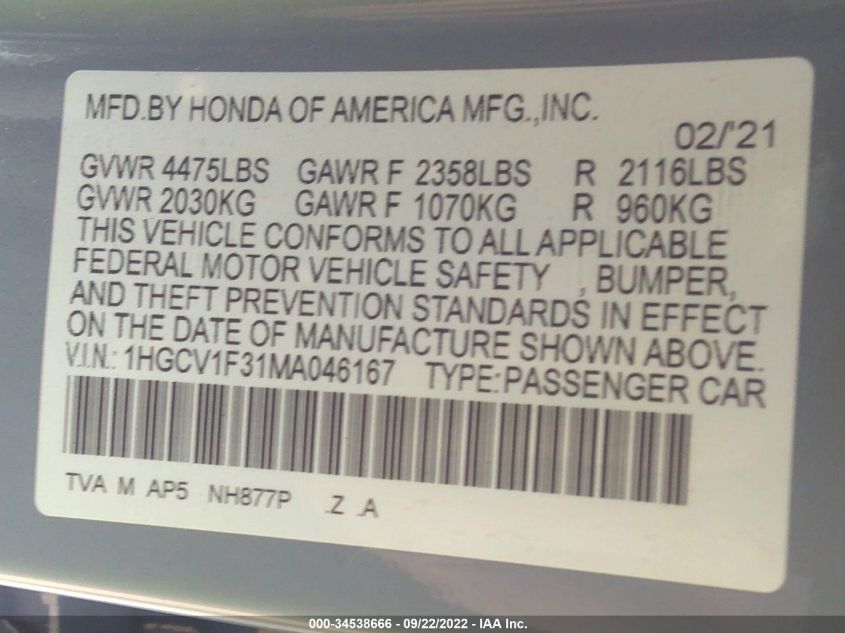 MFD.BY HONDA OF AMERICA MFG.,INC.
02/'21
GVWR 4475LBS GAWR F 2358LBS R 2116LBS
GVWR 2030KG GAWR F 1070KG R 960KG
THIS VEHICLE CONFORMS TO ALL APPLICABLE
FEDERAL MOTOR VEHICLE SAFETY , BUMPER,
AND THEFT PREVENTION STANDARDS IN EFFECT
ON THE DATE OF MANUFACTURE SHOWN ABOVE.
V.I.N.: 1HGCV1F31MA046167 TYPE:PASSENGER CAR
TVA M AP5 NH877P .Z .A
000-34538666 - 09/22/2022 - IAA Inc.